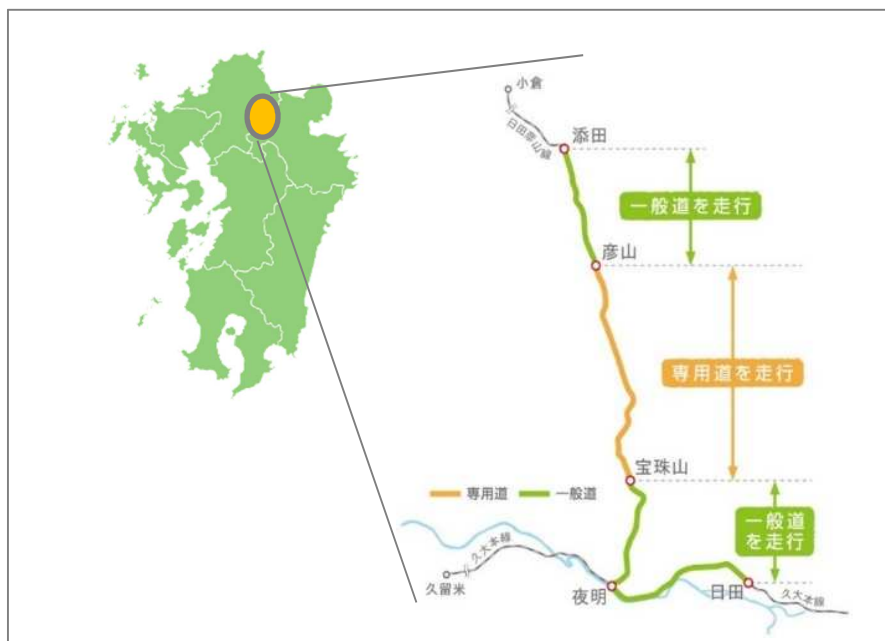 小倉
日田彦山線
添田
一般道を走行
彦山
専用道を走行
宝珠山
専用道
一般道
一般道
を走行
久大本線
久留米
夜明
日田
久大本線